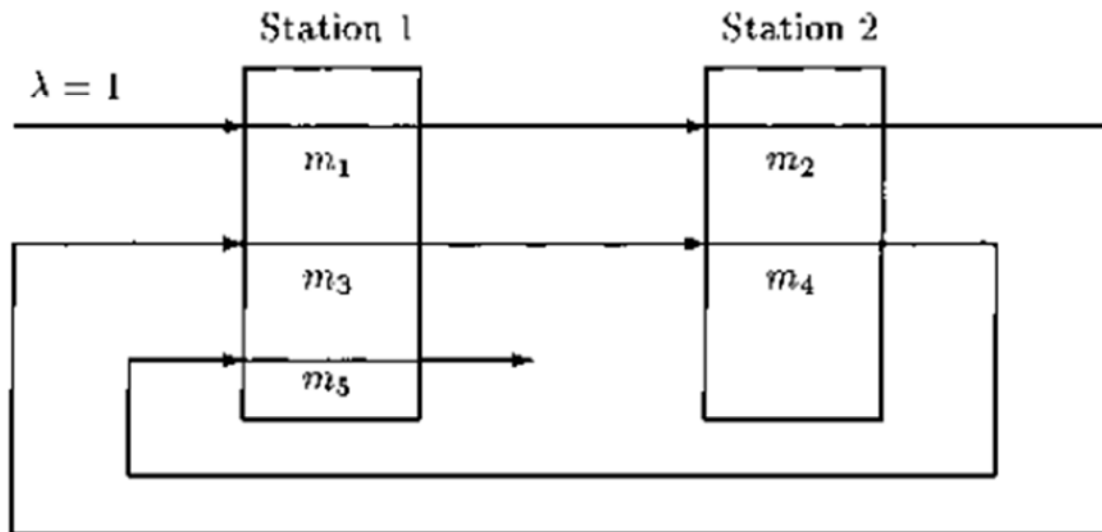 Station 1 Station 2
λ = 1
m₁ m₂
m₃ m₄
m₅